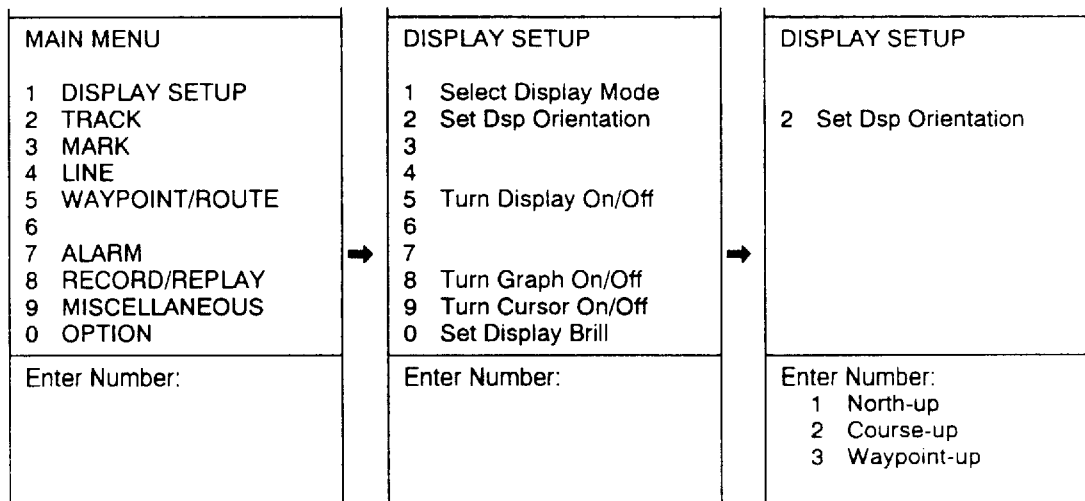 MAIN MENU
1 DISPLAY SETUP
2 TRACK
3 MARK
4 LINE
5 WAYPOINT/ROUTE
6
7 ALARM
8 RECORD/REPLAY
9 MISCELLANEOUS
0 OPTION
Enter Number:
DISPLAY SETUP
1 Select Display Mode
2 Set Dsp Orientation
3
4
5 Turn Display On/Off
6
7
8 Turn Graph On/Off
9 Turn Cursor On/Off
0 Set Display Brill
Enter Number:
DISPLAY SETUP
2 Set Dsp Orientation
Enter Number:
1 North-up
2 Course-up
3 Waypoint-up